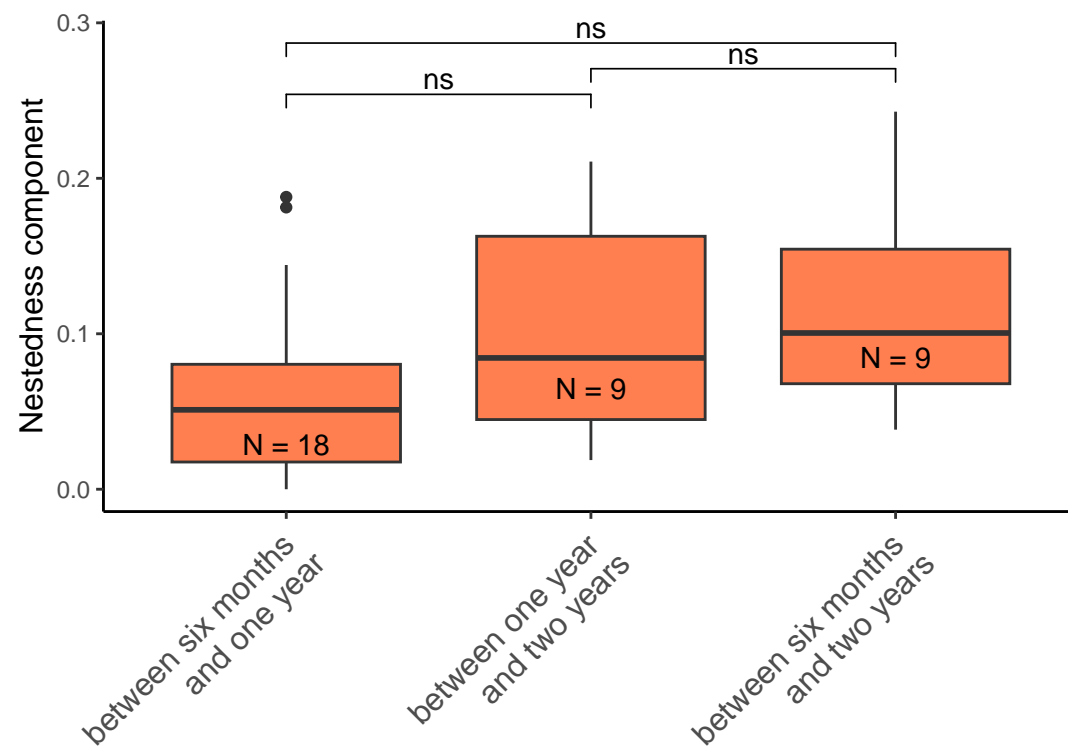 Nestedness component
0.3
0.2
0.1
0.0
ns
ns
ns
N = 18
N = 9
N = 9
between six months
and one year
between one year
and two years
between six months
and two years